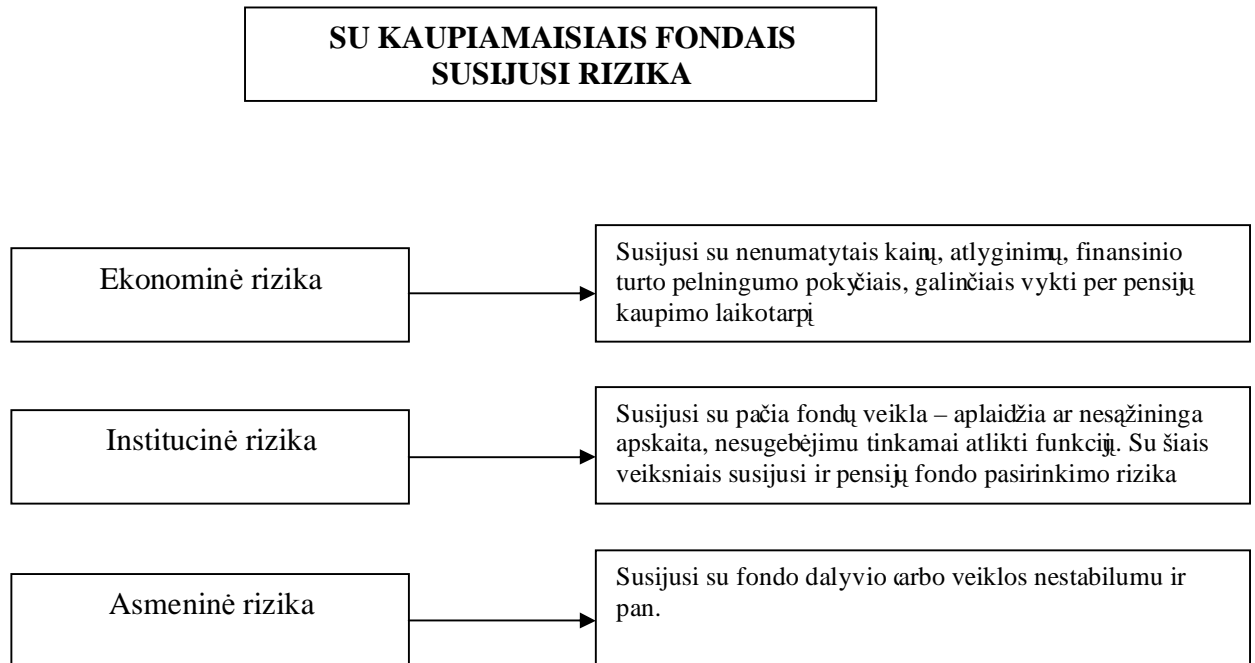 SU KAUPIAMAISIAIS FONDAIS
SUSIJUSI RIZIKA
Ekonominė rizika
Susijusi su nenumatytais kainų, atlyginimų, finansinio
turto pelningumo pokyčiais, galinčiais vykti per pensijų
kaupimo laikotarpį
Institucinė rizika
Susijusi su pačia fondų veikla – aplaidžia ar nesąžininga
apskaita, nesugebėjimu tinkamai atlikti funkcijų. Su šiais
veiksniais susijusi ir pensijų fondo pasirinkimo rizika
Asmeninė rizika
Susijusi su fondo dalyvio darbo veiklos nestabilumu ir
pan.